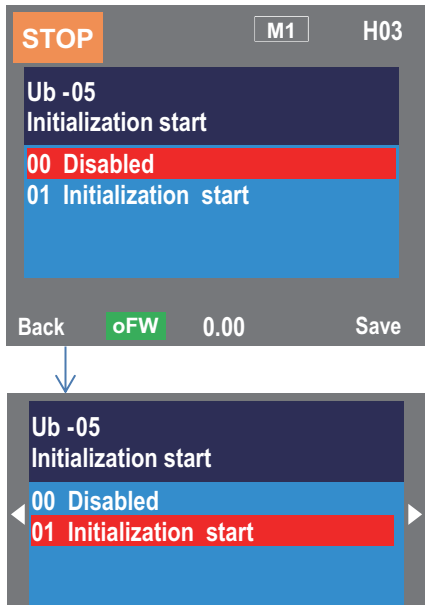 STOP M1 H03
Ub -05
Initialization start
00 Disabled
01 Initialization start
Back oFW 0.00 Save
Ub -05
Initialization start
00 Disabled
01 Initialization start